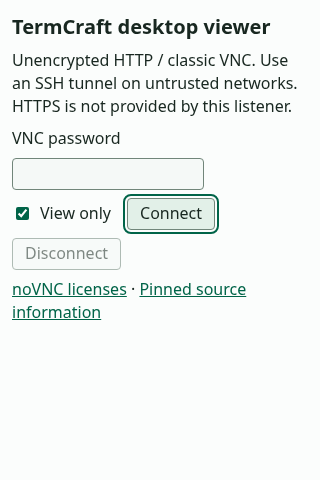 TermCraft desktop viewer
Unencrypted HTTP / classic VNC. Use
an SSH tunnel on untrusted networks.
HTTPS is not provided by this listener.
VNC password
View only
Connect
Disconnect
noVNC licenses · Pinned source
information